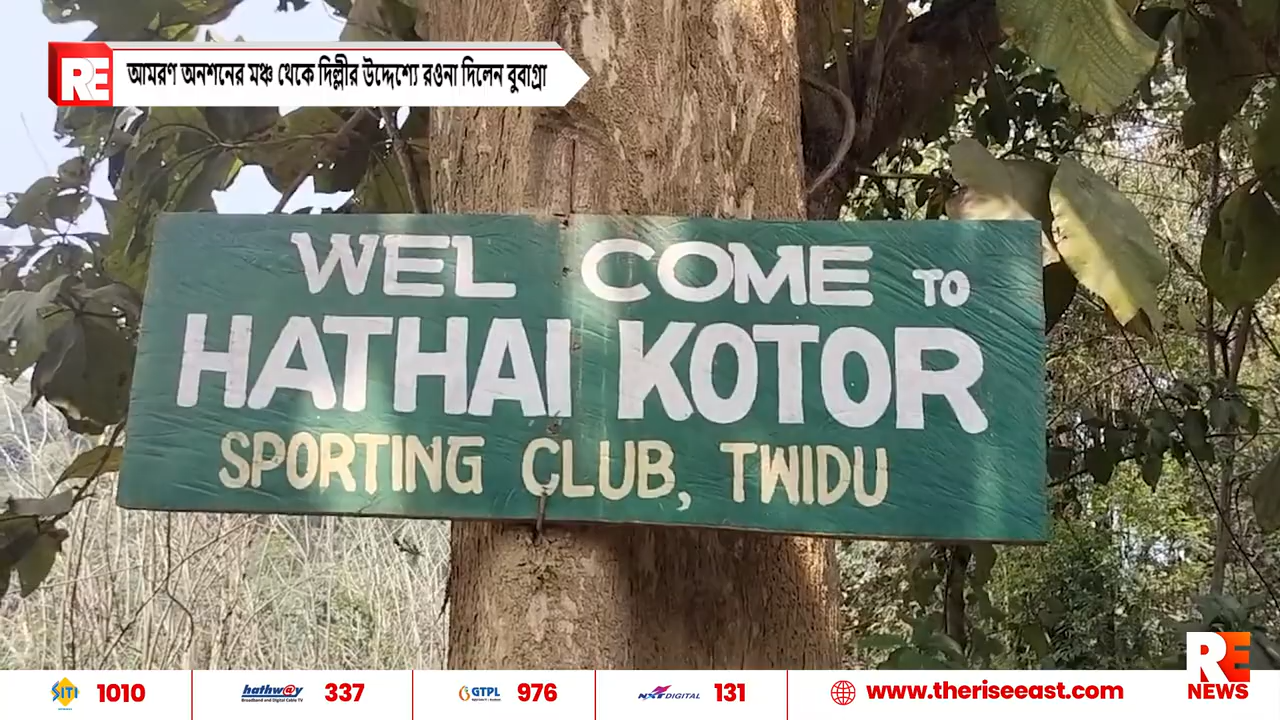 RE
আমরণ অনশনের মঞ্চ থেকে দিল্লীর উদ্দেশ্যে রওনা দিলেন বুবাগ্রা
WEL COME TO
HATHAI KOTOR
SPORTING CLUB, TWIDU
RE
NEWS
SITI 1010
hathway 337
GTPL 976
NXT DIGITAL 131
www.theriseeast.com